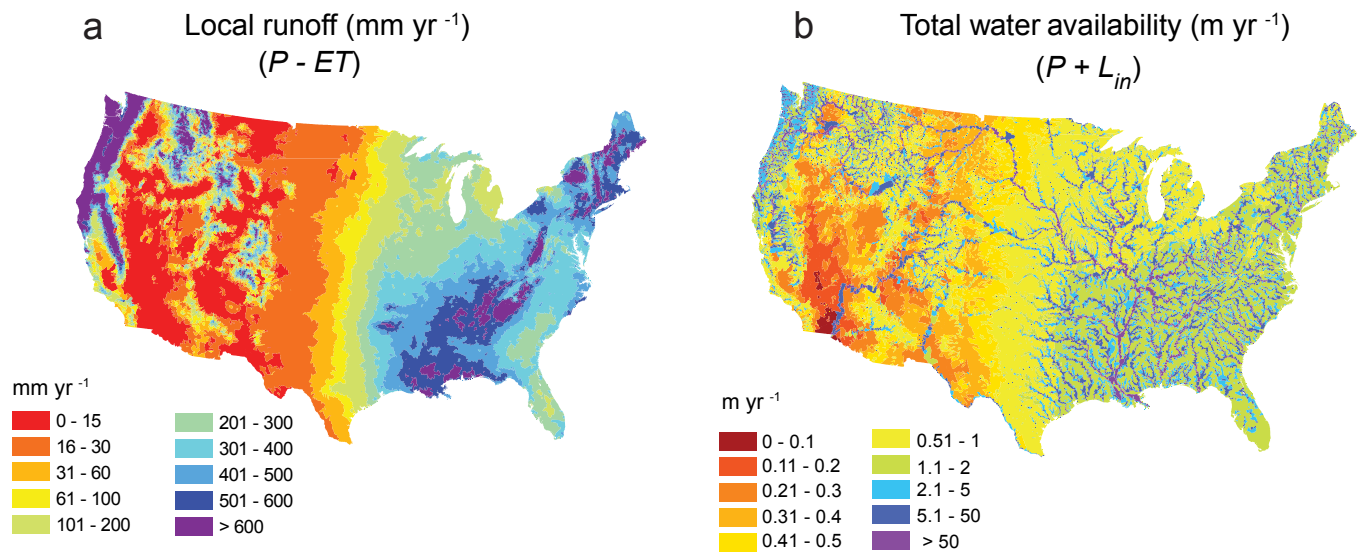 a
Local runoff (mm yr -1)
(P - ET)
mm yr -1
0 - 15
16 - 30
31 - 60
61 - 100
101 - 200
201 - 300
301 - 400
401 - 500
501 - 600
> 600
b
Total water availability (m yr -1)
(P + Lin)
m yr -1
0 - 0.1
0.11 - 0.2
0.21 - 0.3
0.31 - 0.4
0.41 - 0.5
0.51 - 1
1.1 - 2
2.1 - 5
5.1 - 50
> 50